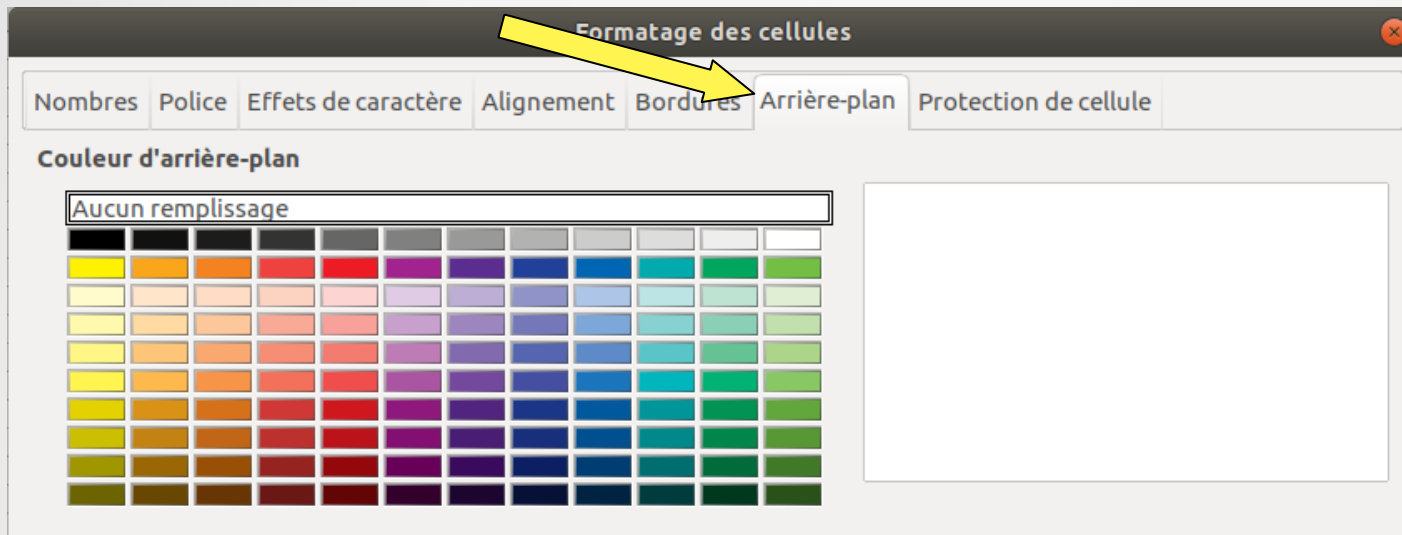 Formatage des cellules
Nombres Police Effets de caractère Alignement Bordures Arrière-plan Protection de cellule
Couleur d'arrière-plan
Aucun remplissage